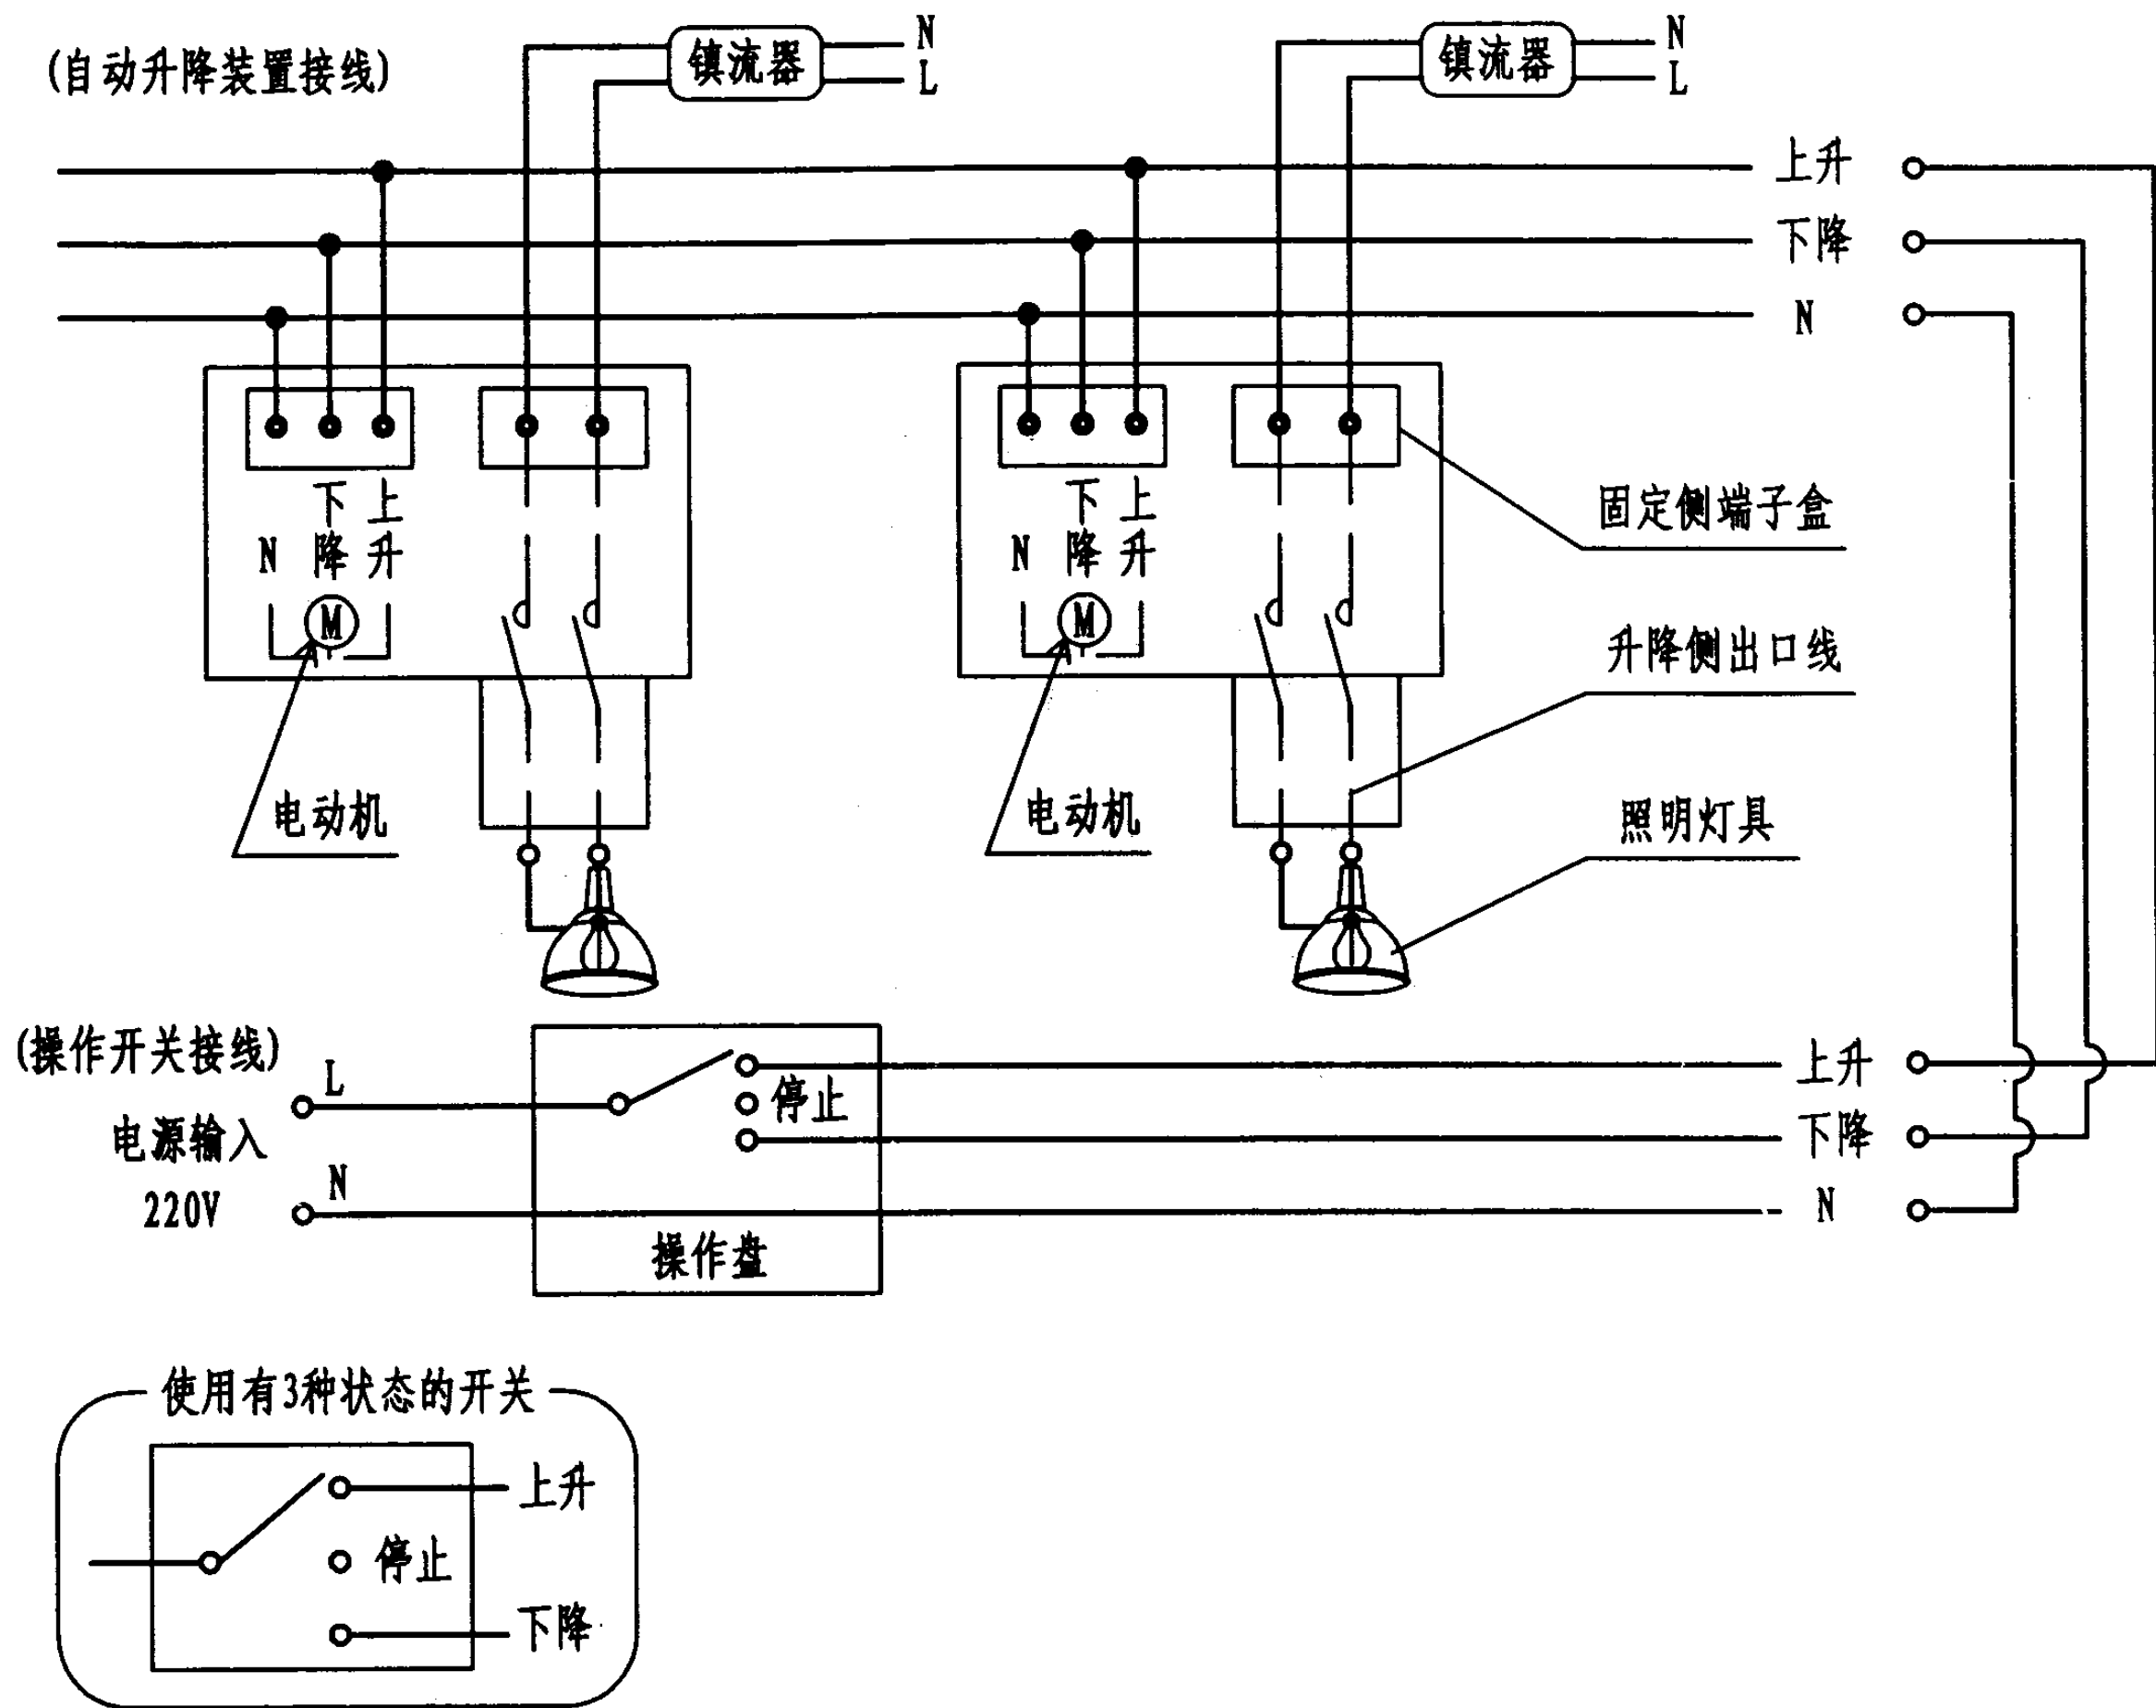 (自动升降装置接线)
镇流器
N
L
镇流器
N
L
上升
下降
N
N
下降
上升
M
电动机
N
下降
上升
M
电动机
固定侧端子盒
升降侧出口线
照明灯具
(操作开关接线)
L
电源输入
220V
N
停止
操作盘
上升
下降
N
使用有3种状态的开关
上升
停止
下降